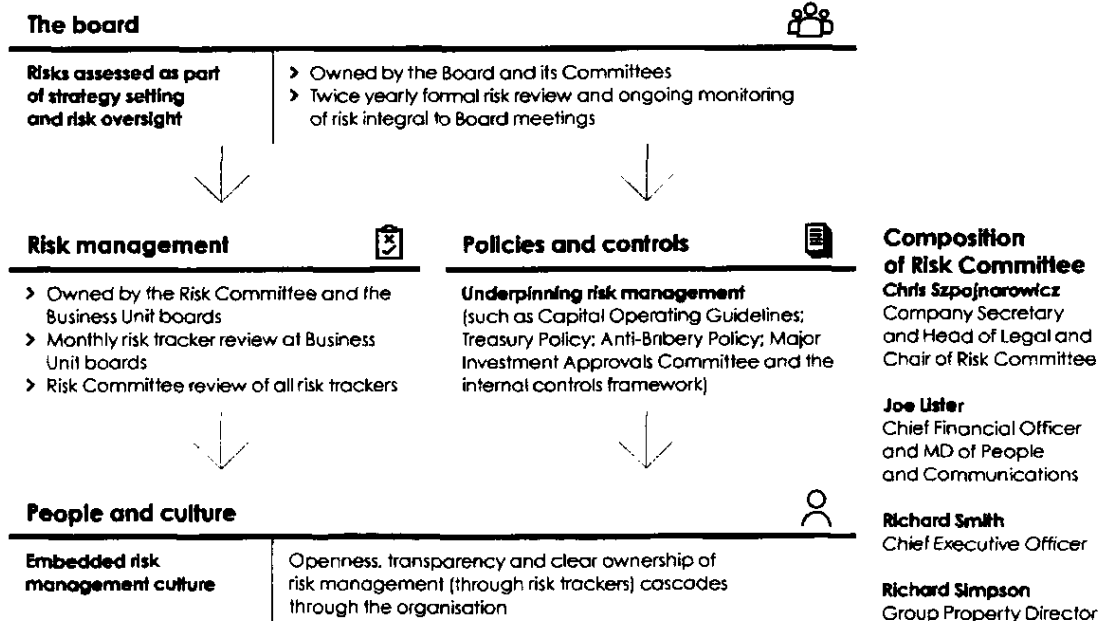 The board
Risks assessed as part
of strategy setting
and risk oversight
> Owned by the Board and its Committees
> Twice yearly formal risk review and ongoing monitoring
of risk integral to Board meetings
Risk management
> Owned by the Risk Committee and the
Business Unit boards
> Monthly risk tracker review at Business
Unit boards
> Risk Committee review of all risk trackers
Policies and controls
Underpinning risk management
(such as Capital Operating Guidelines;
Treasury Policy; Anti-Bribery Policy; Major
Investment Approvals Committee and the
internal controls framework)
People and culture
Embedded risk
management culture
Openness, transparency and clear ownership of
risk management (through risk trackers) cascades
through the organisation
Composition
of Risk Committee
Chris Szpojnarowicz
Company Secretary
and Head of Legal and
Chair of Risk Committee
Joe Lister
Chief Financial Officer
and MD of People
and Communications
Richard Smith
Chief Executive Officer
Richard Simpson
Group Property Director